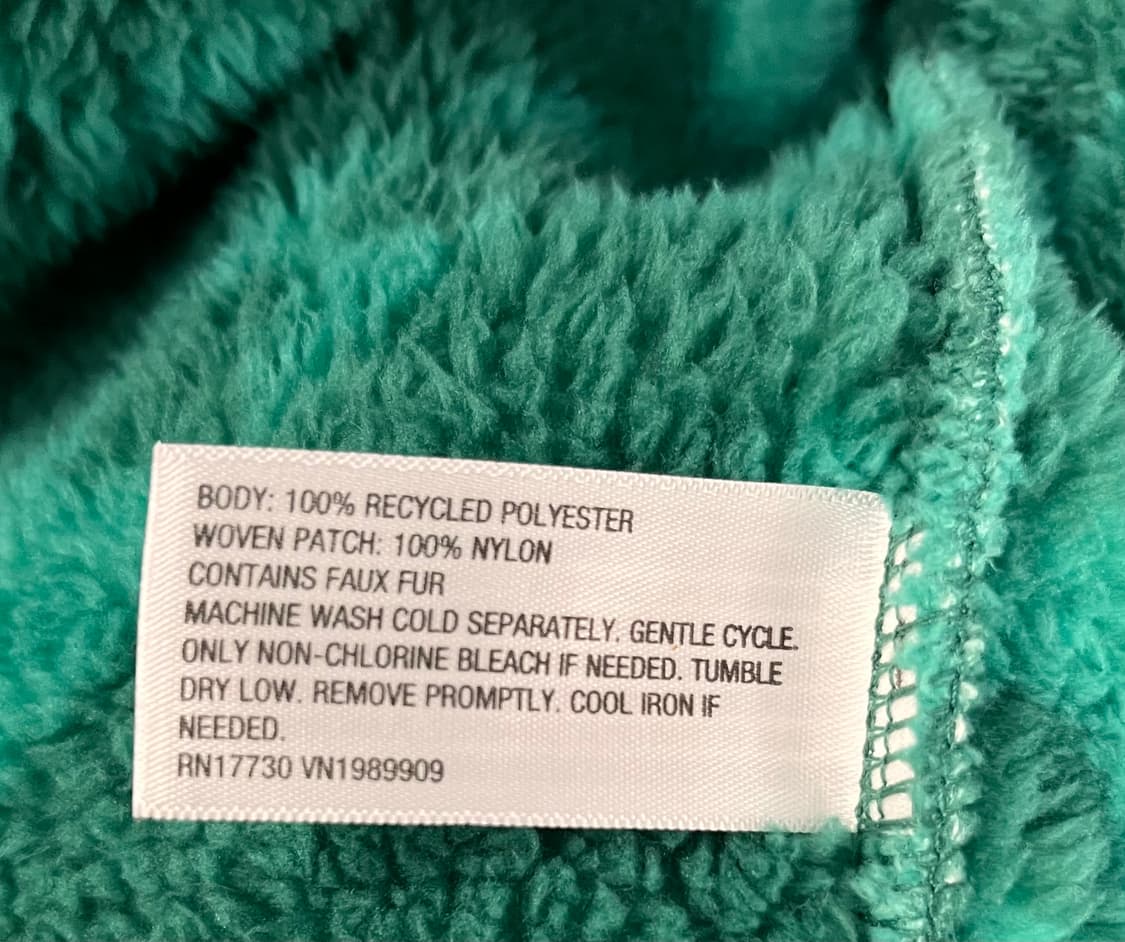 BODY: 100% RECYCLED POLYESTER
WOVEN PATCH: 100% NYLON
CONTAINS FAUX FUR
MACHINE WASH COLD SEPARATELY. GENTLE CYCLE.
ONLY NON-CHLORINE BLEACH IF NEEDED. TUMBLE
DRY LOW. REMOVE PROMPTLY. COOL IRON IF
NEEDED.
RN17730 VN1989909